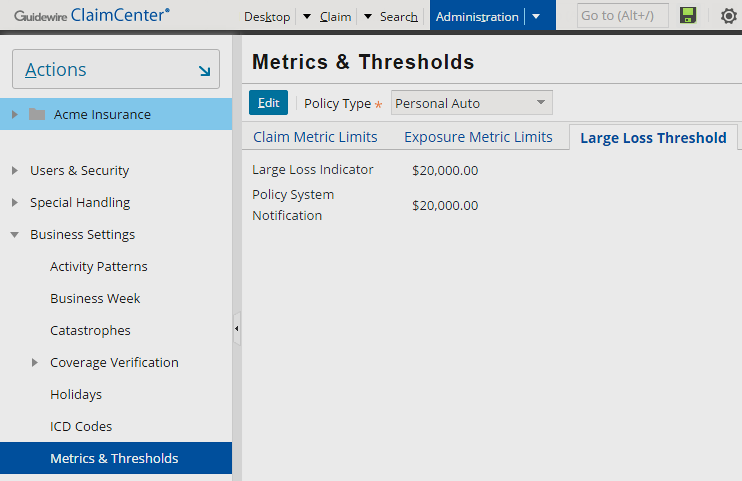 Guidewire ClaimCenter®
Desktop Claim Search Administration Go to (Alt+/)
Actions
Acme Insurance
Users & Security
Special Handling
Business Settings
Activity Patterns
Business Week
Catastrophes
Coverage Verification
Holidays
ICD Codes
Metrics & Thresholds
Metrics & Thresholds
Edit Policy Type * Personal Auto
Claim Metric Limits Exposure Metric Limits Large Loss Threshold
Large Loss Indicator $20,000.00
Policy System
Notification $20,000.00